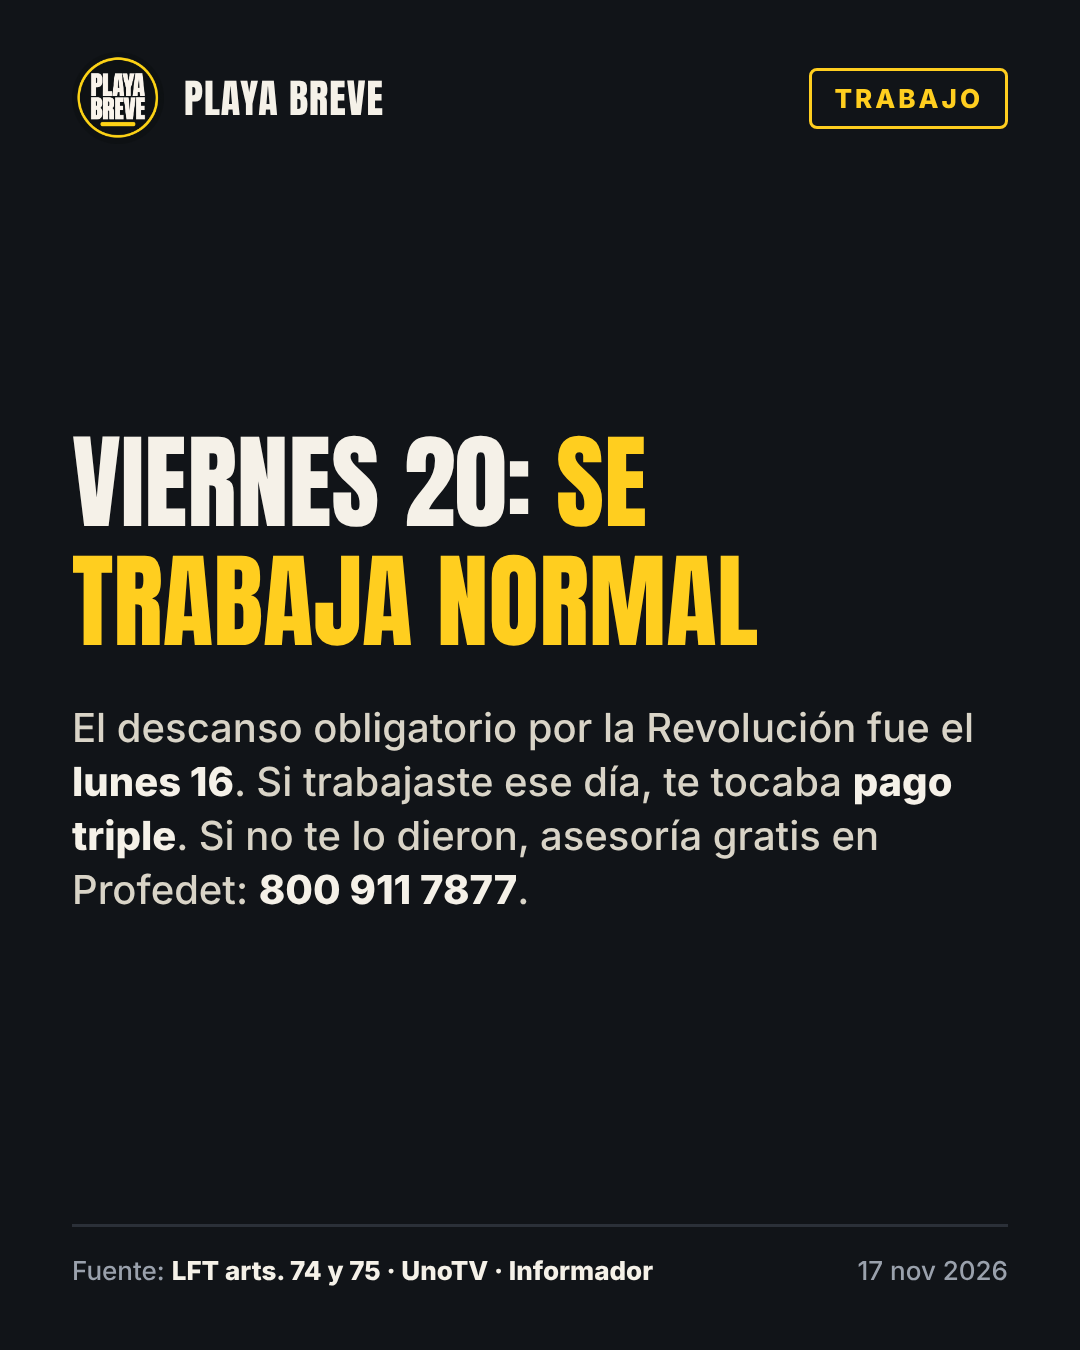 PLAYA
BREVE
PLAYA BREVE
TRABAJO
VIERNES 20: SE
TRABAJA NORMAL
El descanso obligatorio por la Revolución fue el
lunes 16. Si trabajaste ese día, te tocaba pago
triple. Si no te lo dieron, asesoría gratis en
Profedet: 800 911 7877.
Fuente: LFT arts. 74 y 75 · UnoTV · Informador
17 nov 2026